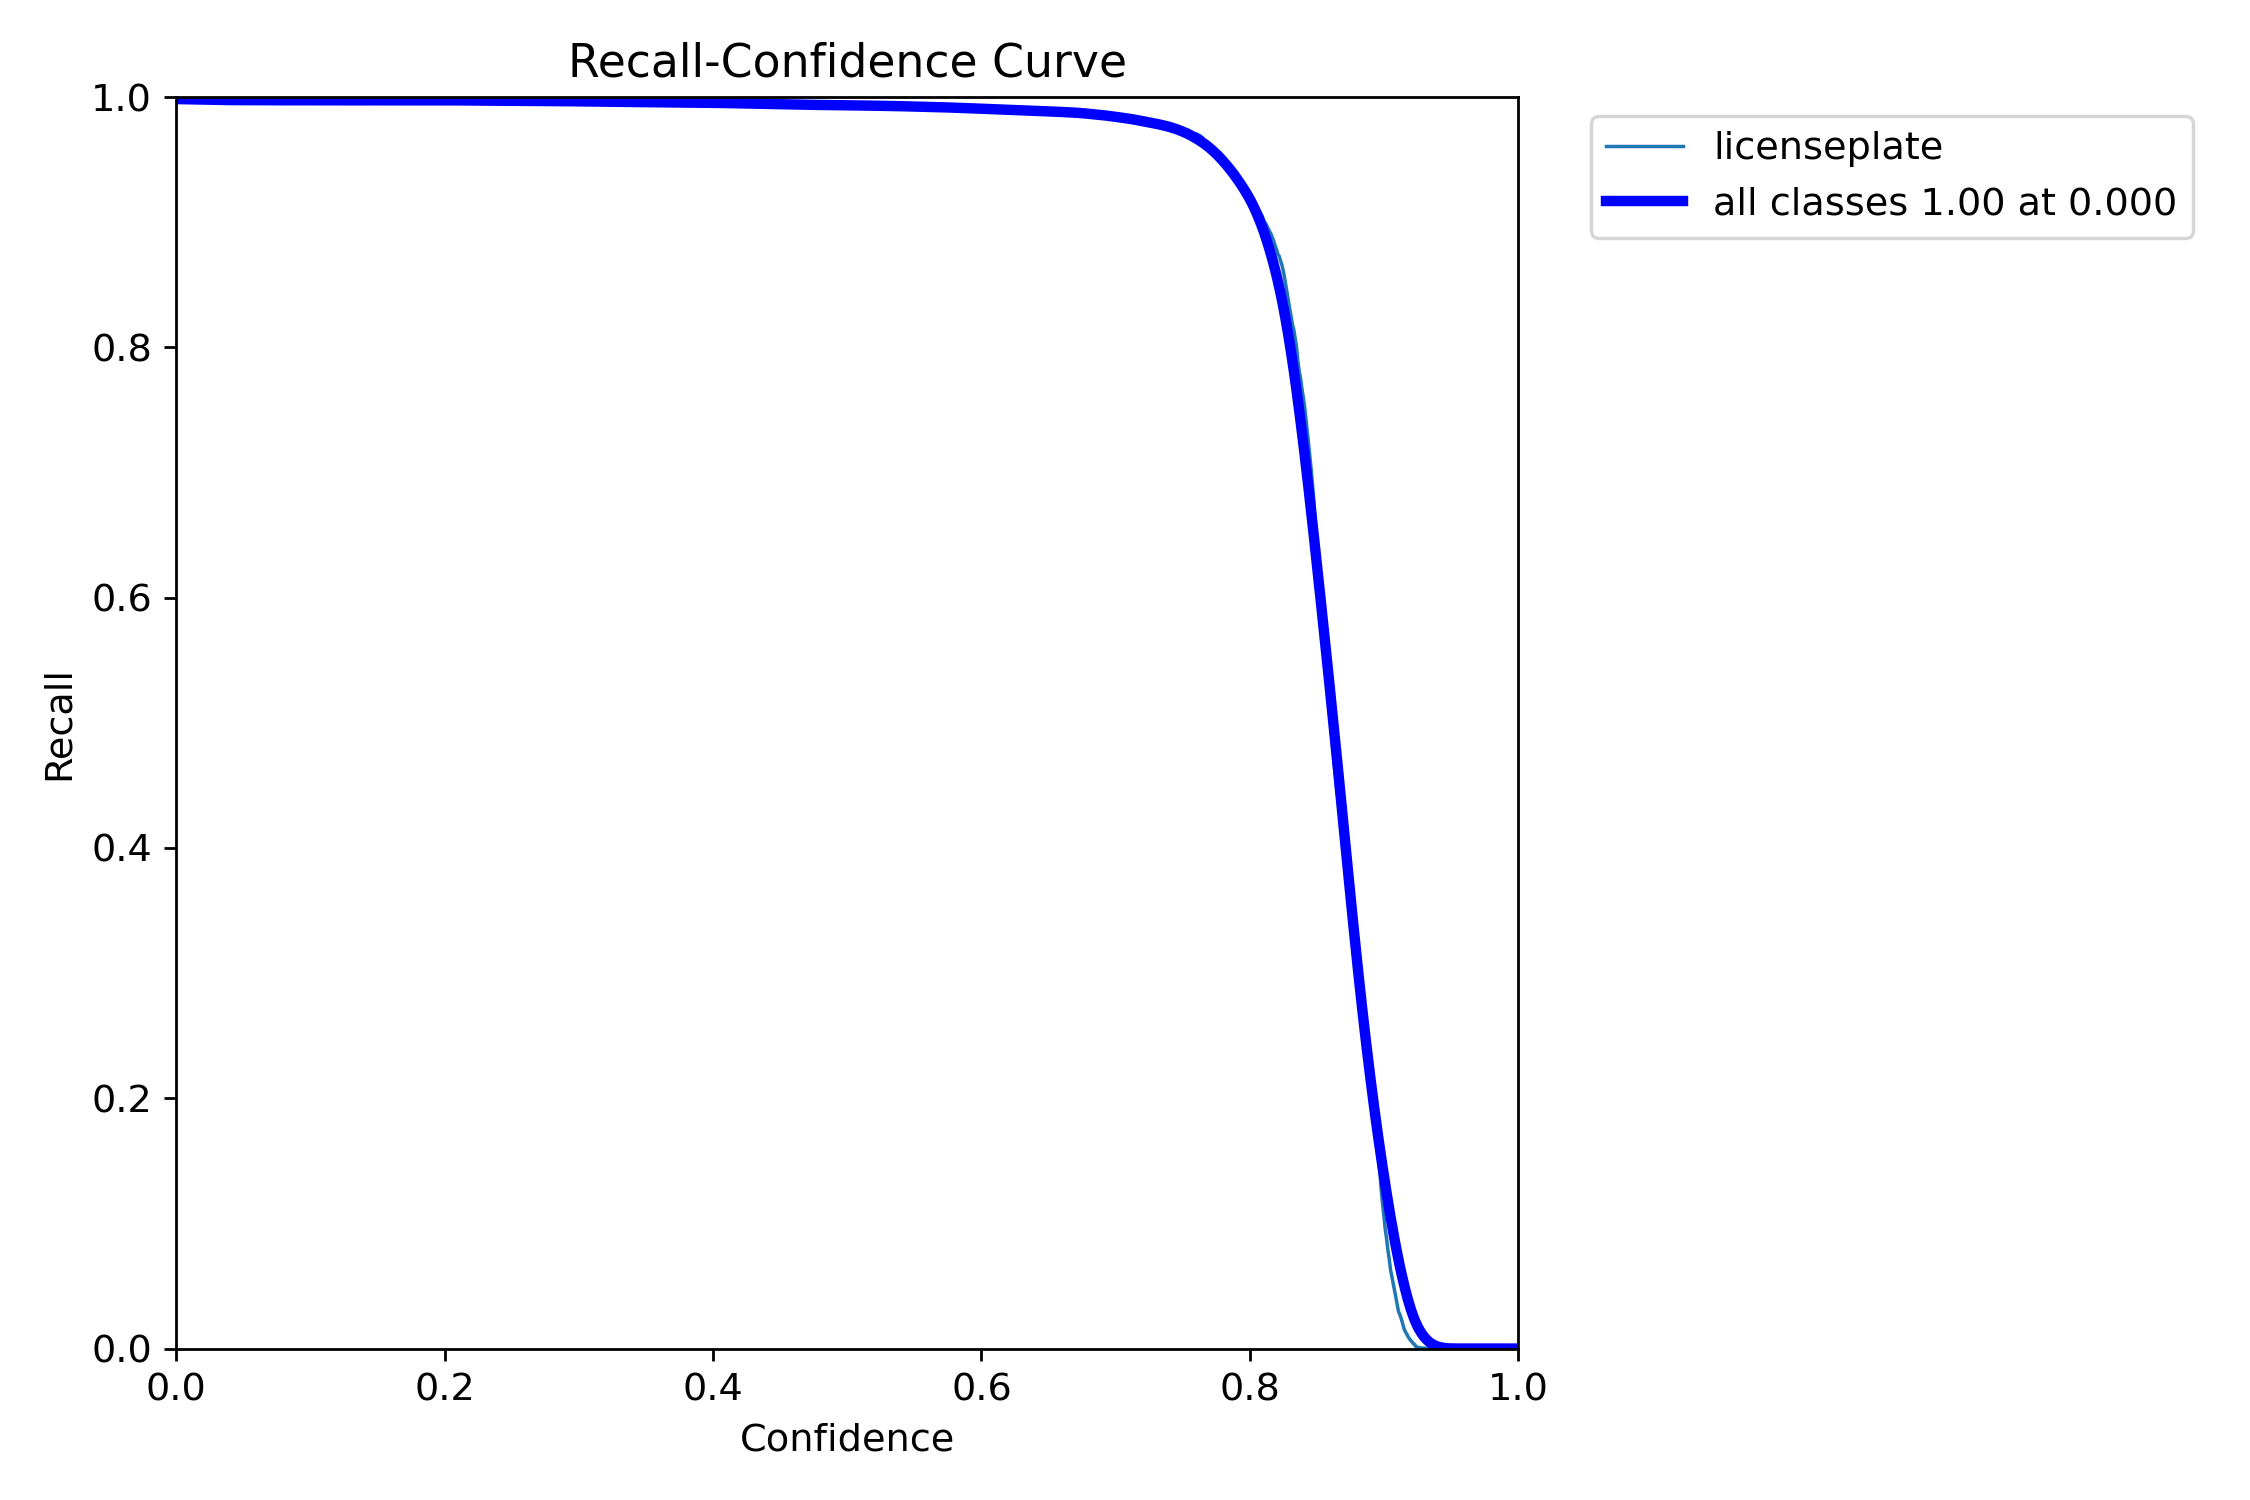 Recall-Confidence Curve
1.0
0.8
0.6
0.4
0.2
0.0
Recall
0.0 0.2 0.4 0.6 0.8 1.0
Confidence
licenseplate
all classes 1.00 at 0.000